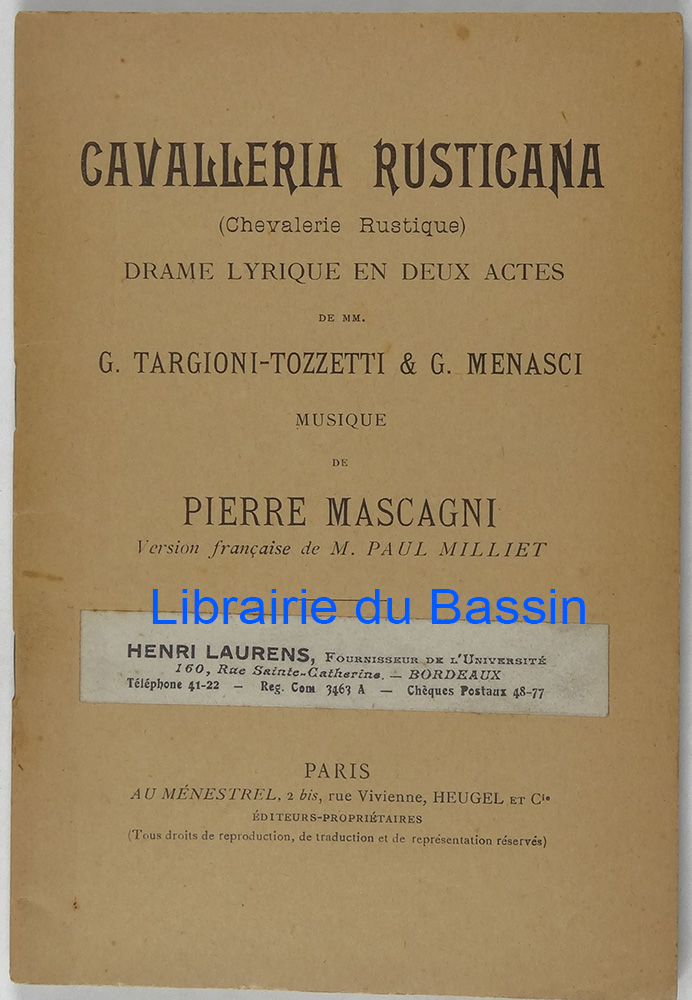 CAVALLERIA RUSTICANA
(Chevalerie Rustique)
DRAME LYRIQUE EN DEUX ACTES
DE MM.
G. TARGIONI-TOZZETTI & G. MENASCI
MUSIQUE
DE
PIERRE MASCAGNI
Version française de M. PAUL MILLIET
Librairie du Bassin
HENRI LAURENS, FOURNISSEUR DE L'UNIVERSITÉ
160, Rue Sainte-Catherine. — BORDEAUX
Téléphone 41-22 — Reg. Com 3463 A — Chèques Postaux 48-77
PARIS
AU MÉNESTREL, 2 bis, rue Vivienne, HEUGEL ET Cie
ÉDITEURS-PROPRIÉTAIRES
(Tous droits de reproduction, de traduction et de représentation réservés)